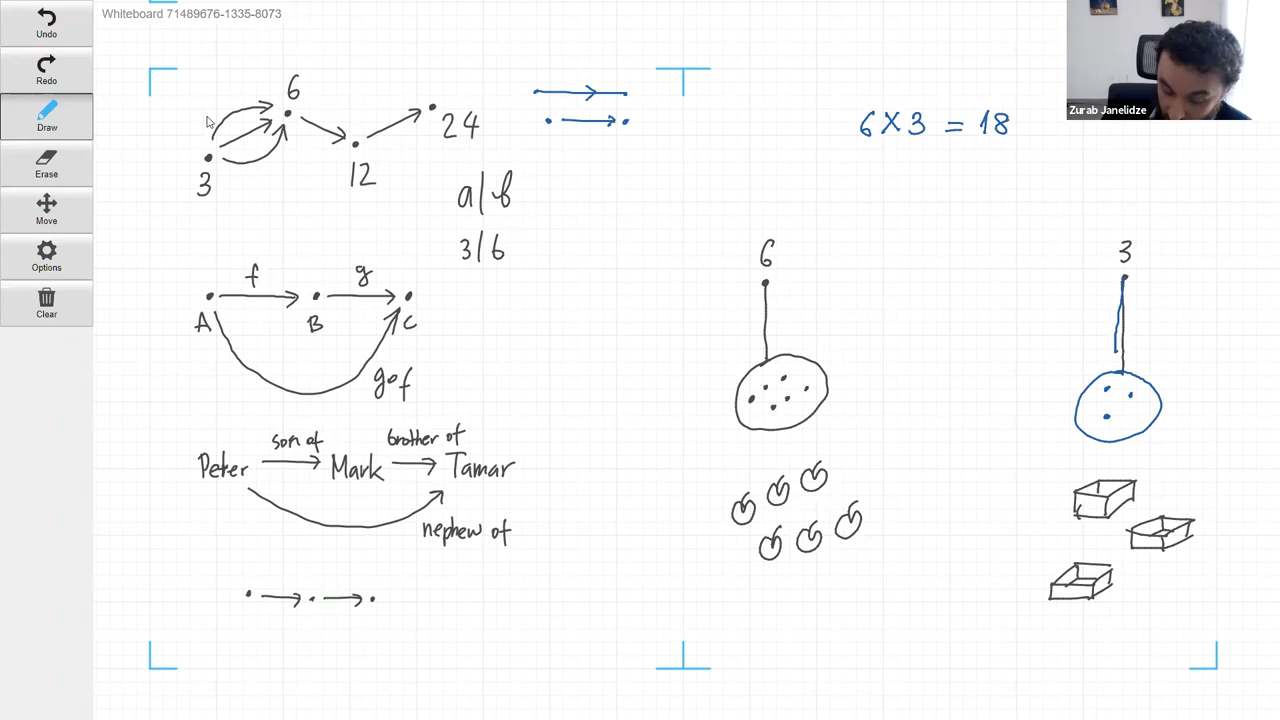 Whiteboard 71489676-1335-8073
Undo
Redo
Draw
Erase
Move
Options
Clear
Zurab Janelidze
6
3
12
24
a|b
3|6
6 × 3 = 18
f
g
A
B
C
g∘f
son of
brother of
Peter
Mark
Tamar
nephew of
6
3